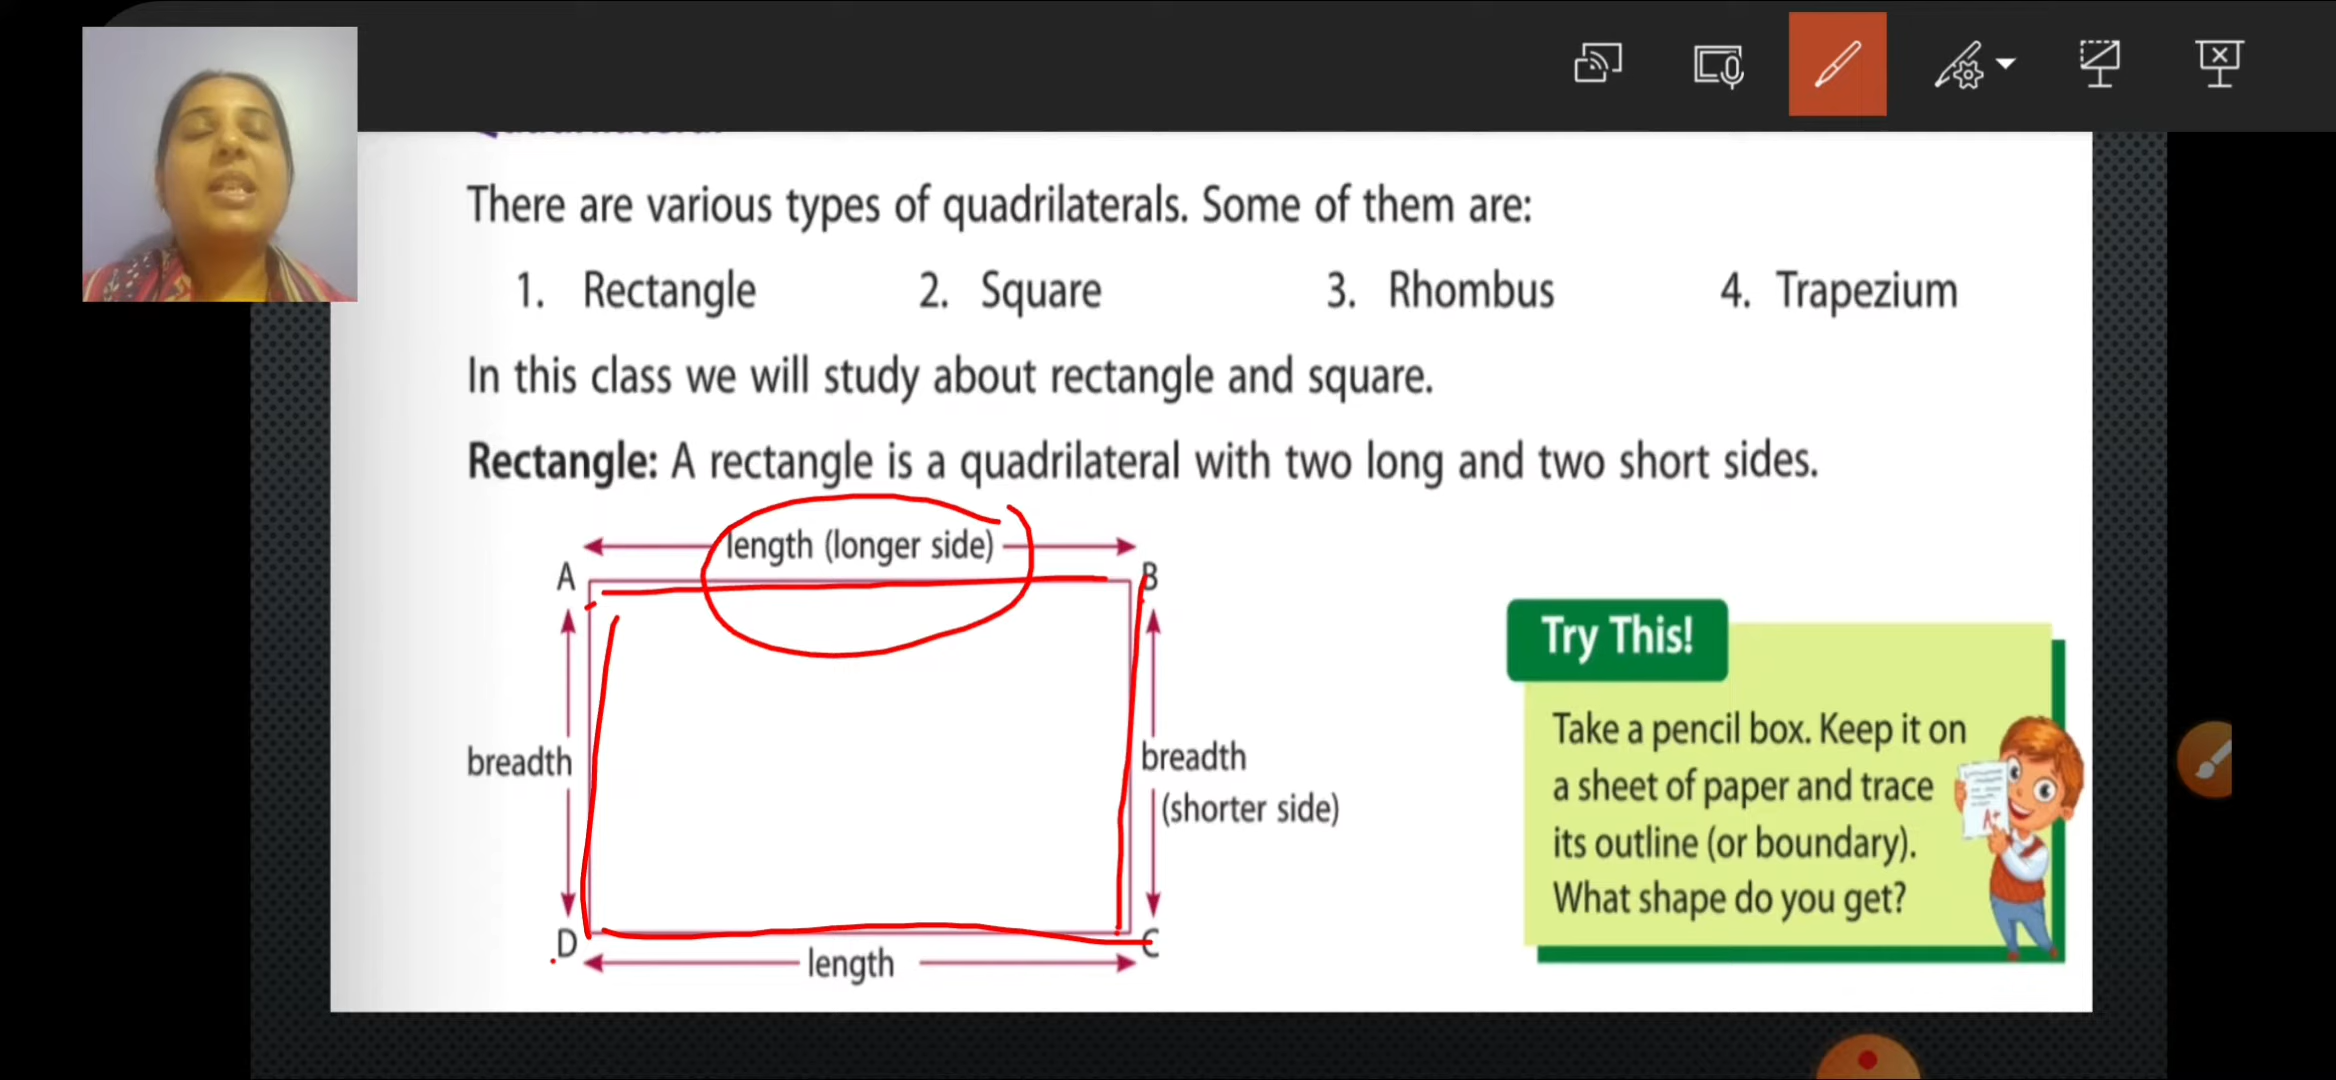 There are various types of quadrilaterals. Some of them are:
1. Rectangle 2. Square 3. Rhombus 4. Trapezium
In this class we will study about rectangle and square.
Rectangle: A rectangle is a quadrilateral with two long and two short sides.
length (longer side)
A
B
breadth
breadth
(shorter side)
D
C
length
Try This!
Take a pencil box. Keep it on
a sheet of paper and trace
its outline (or boundary).
What shape do you get?
A+